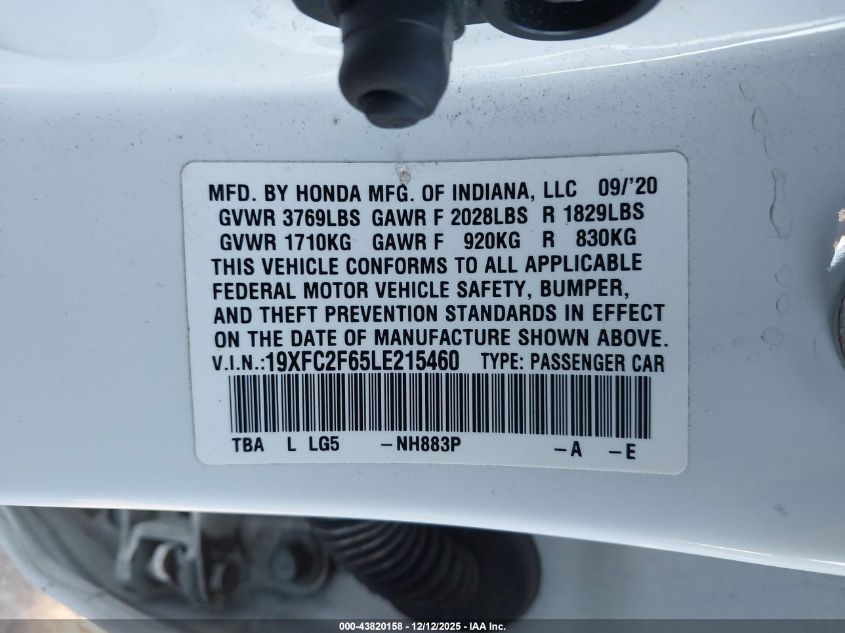 MFD. BY HONDA MFG. OF INDIANA, LLC 09/'20
GVWR 3769LBS GAWR F 2028LBS R 1829LBS
GVWR 1710KG GAWR F 920KG R 830KG
THIS VEHICLE CONFORMS TO ALL APPLICABLE
FEDERAL MOTOR VEHICLE SAFETY, BUMPER,
AND THEFT PREVENTION STANDARDS IN EFFECT
ON THE DATE OF MANUFACTURE SHOWN ABOVE.
V.I.N.:19XFC2F65LE215460 TYPE: PASSENGER CAR
TBA L LG5 –NH883P –A –E
000-43820158 - 12/12/2025 - IAA Inc.